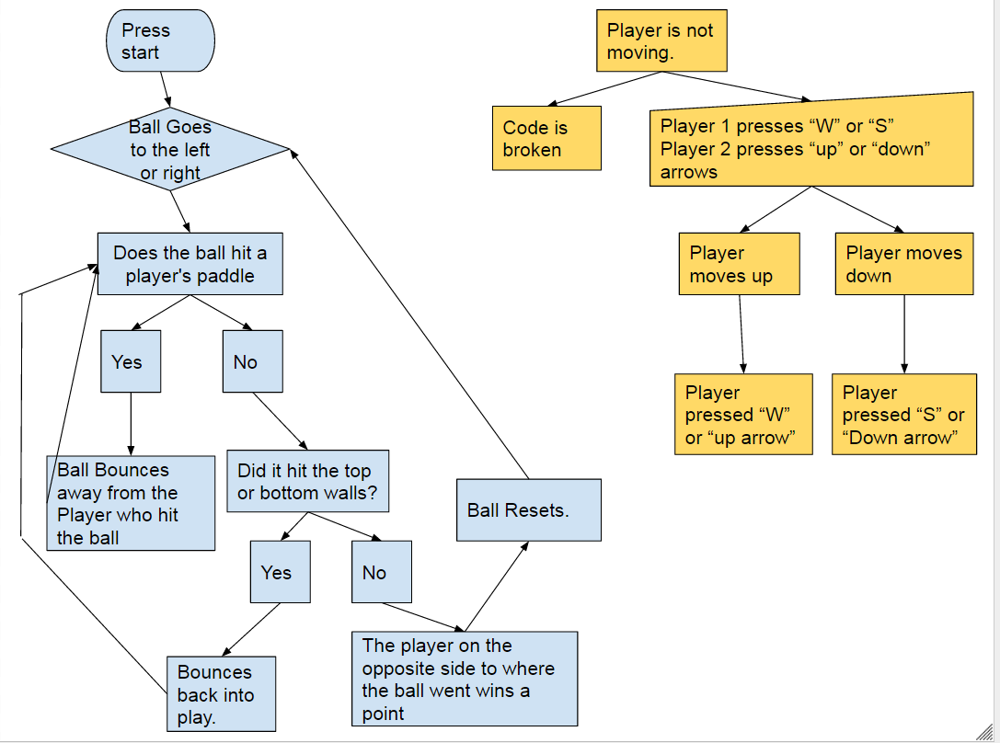 Press
start
Ball Goes
to the left
or right
Does the ball hit a
player's paddle
Yes
No
Ball Bounces
away from the
Player who hit
the ball
Did it hit the top
or bottom walls?
Yes
No
Bounces
back into
play.
The player on the
opposite side to where
the ball went wins a
point
Ball Resets.
Player is not
moving.
Code is
broken
Player 1 presses “W” or “S”
Player 2 presses “up” or “down”
arrows
Player
moves up
Player moves
down
Player
pressed “W”
or “up arrow”
Player
pressed “S” or
“Down arrow”